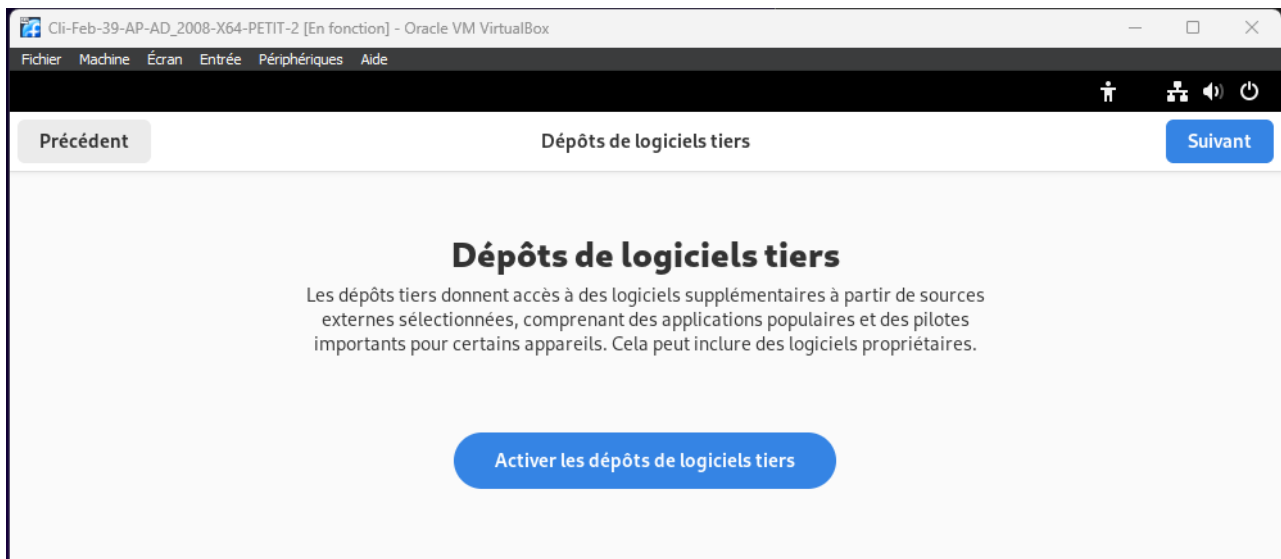 Cli-Feb-39-AP-AD_2008-X64-PETIT-2 [En fonction] - Oracle VM VirtualBox
Fichier Machine Écran Entrée Périphériques Aide
Précédent Dépôts de logiciels tiers Suivant
Dépôts de logiciels tiers
Les dépôts tiers donnent accès à des logiciels supplémentaires à partir de sources
externes sélectionnées, comprenant des applications populaires et des pilotes
importants pour certains appareils. Cela peut inclure des logiciels propriétaires.
Activer les dépôts de logiciels tiers